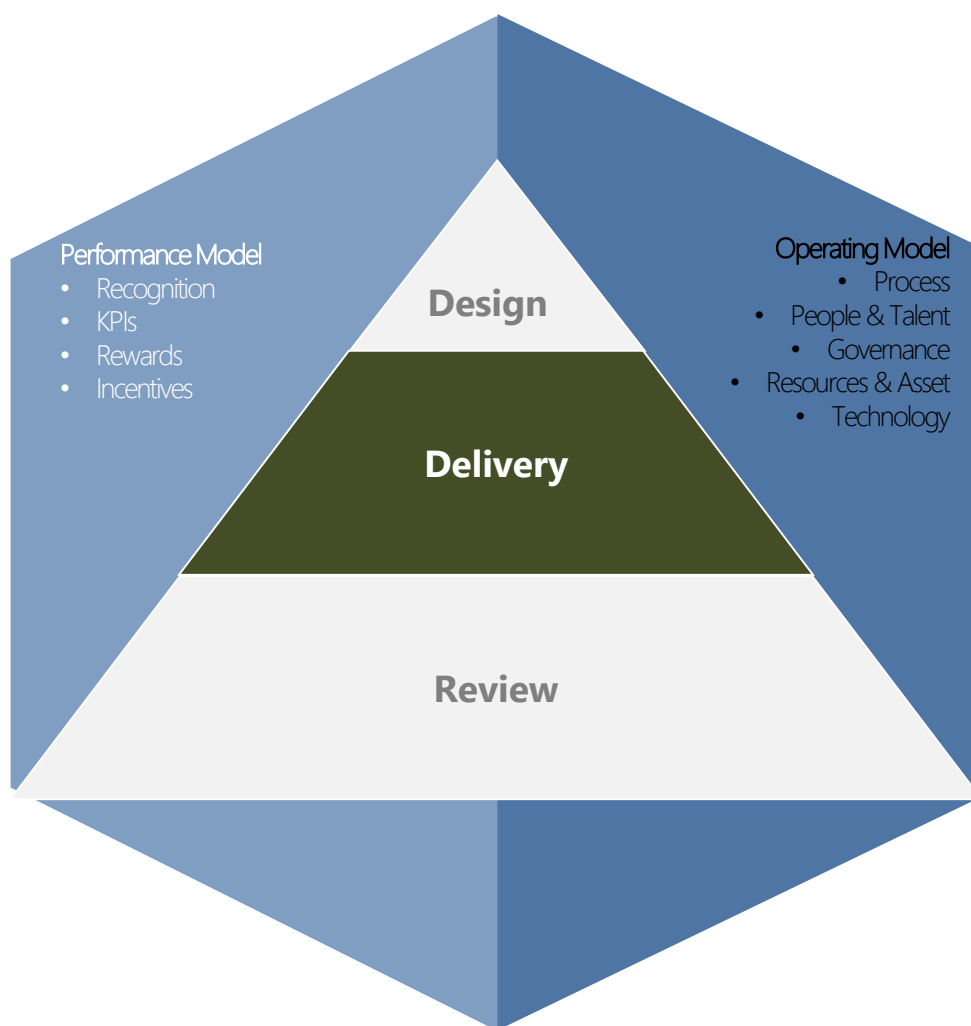 Performance Model
• Recognition
• KPIs
• Rewards
• Incentives
Operating Model
• Process
• People & Talent
• Governance
• Resources & Asset
• Technology
Design
Delivery
Review